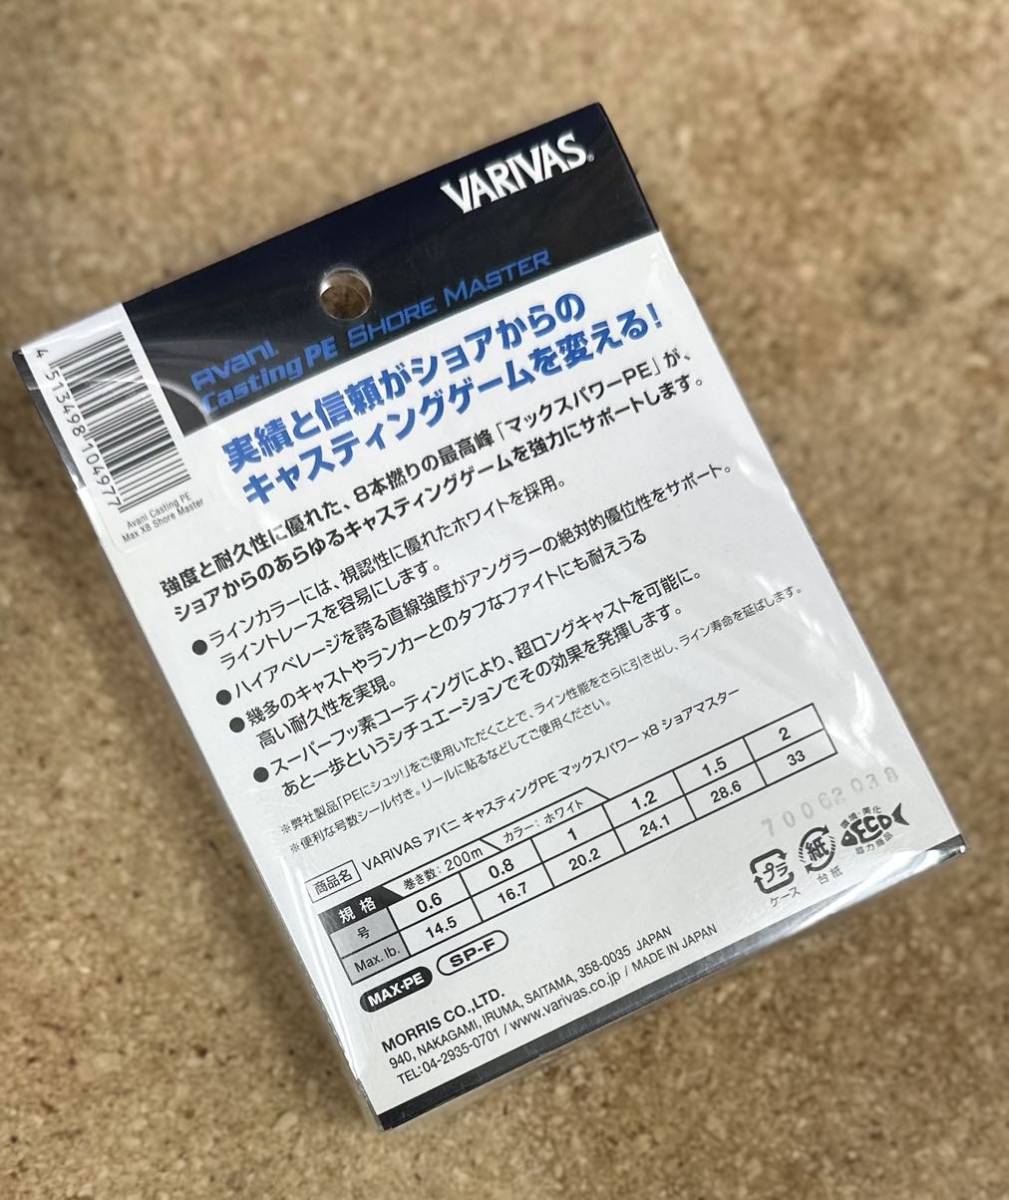 VARIVAS®
Avani
Casting PE SHORE MASTER
4 513498 104977
Avani Casting PE
Max X8 Shore Master
実績と信頼がショアからの
キャスティングゲームを変える!
強度と耐久性に優れた、8本撚りの最高峰「マックスパワーPE」が、
ショアからのあらゆるキャスティングゲームを強力にサポートします。
●ラインカラーには、視認性に優れたホワイトを採用。
ライントレースを容易にします。
●ハイアベレージを誇る直線強度がアングラーの絶対的優位性をサポート。
●幾多のキャストやランカーとのタフなファイトにも耐えうる
高い耐久性を実現。
●スーパーフッ素コーティングにより、超ロングキャストを可能に。
あと一歩というシチュエーションでその効果を発揮します。
※弊社製品「PEにシュッ!」をご使用いただくことで、ライン性能をさらに引き出し、ライン寿命を延ばします。
※便利な号数シール付き。リールに貼るなどしてご使用ください。
商品名 VARIVAS アバニ キャスティングPE マックスパワー x8 ショアマスター
規格 巻き数:200m カラー:ホワイト
号 0.6 0.8 1 1.2 1.5 2
Max. lb. 14.5 16.7 20.2 24.1 28.6 33
MAX-PE SP-F
70062038
プラ
ケース
紙
台紙
環境・美化
ECO
協力商品
MORRIS CO.,LTD.
940, NAKAGAMI, IRUMA, SAITAMA, 358-0035 JAPAN
TEL:04-2935-0701 / www.varivas.co.jp / MADE IN JAPAN